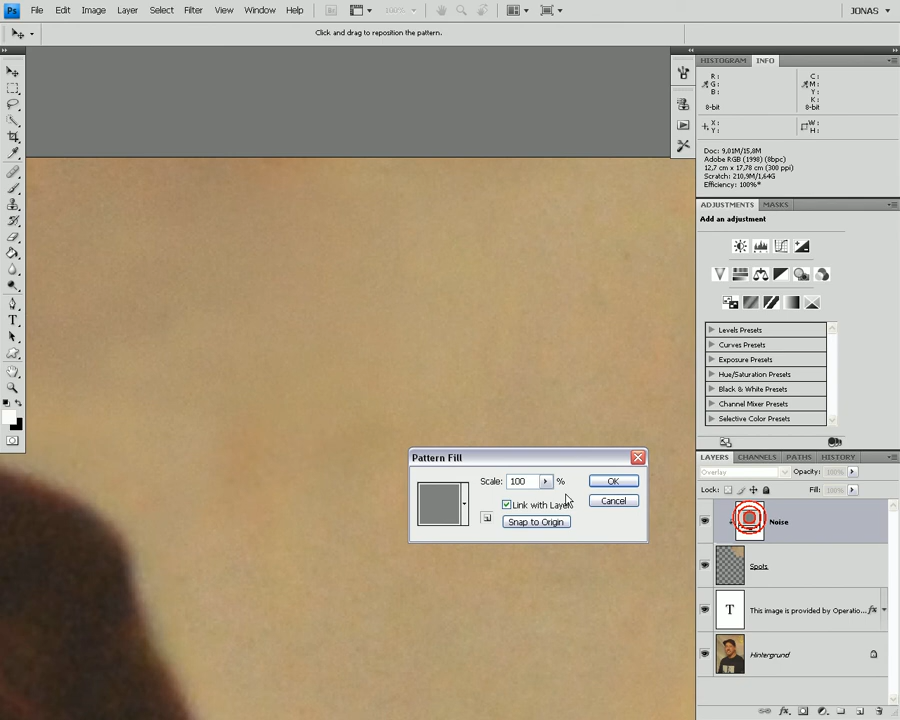 Ps File Edit Image Layer Select Filter View Window Help 100% JONAS
Click and drag to reposition the pattern.
HISTOGRAM INFO
R: C:
G: M:
B: Y:
K:
8-bit 8-bit
X: W:
Y: H:
Doc: 9,01M/15,8M
Adobe RGB (1998) (8bpc)
12,7 cm x 17,78 cm (300 ppi)
Scratch: 210,9M/1,64G
Efficiency: 100%*
ADJUSTMENTS MASKS
Add an adjustment
Levels Presets
Curves Presets
Exposure Presets
Hue/Saturation Presets
Black & White Presets
Channel Mixer Presets
Selective Color Presets
Pattern Fill
Scale: 100 % OK
Link with Layer Cancel
Snap to Origin
LAYERS CHANNELS PATHS HISTORY
Overlay Opacity: 100%
Lock: Fill: 100%
Noise
Spots
T This image is provided by Operatio... fx
Hintergrund